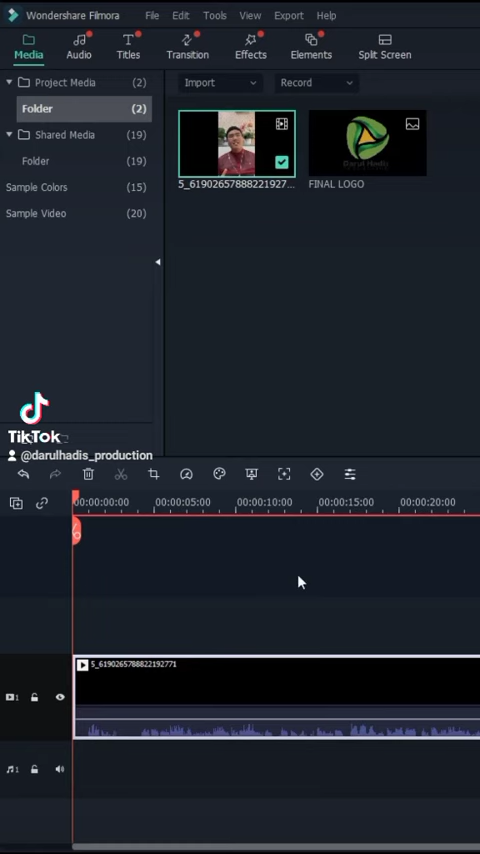 Wondershare Filmora File Edit Tools View Export Help
Media Audio Titles Transition Effects Elements Split Screen
Project Media (2)
Import
Record
Folder (2)
Shared Media (19)
Folder (19)
5_61902657888221927...
FINAL LOGO
Sample Colors (15)
Sample Video (20)
TikTok
@darulhadis_production
00:00:00:00 00:00:05:00 00:00:10:00 00:00:15:00 00:00:20:00
5_6190265788822192771
1
1